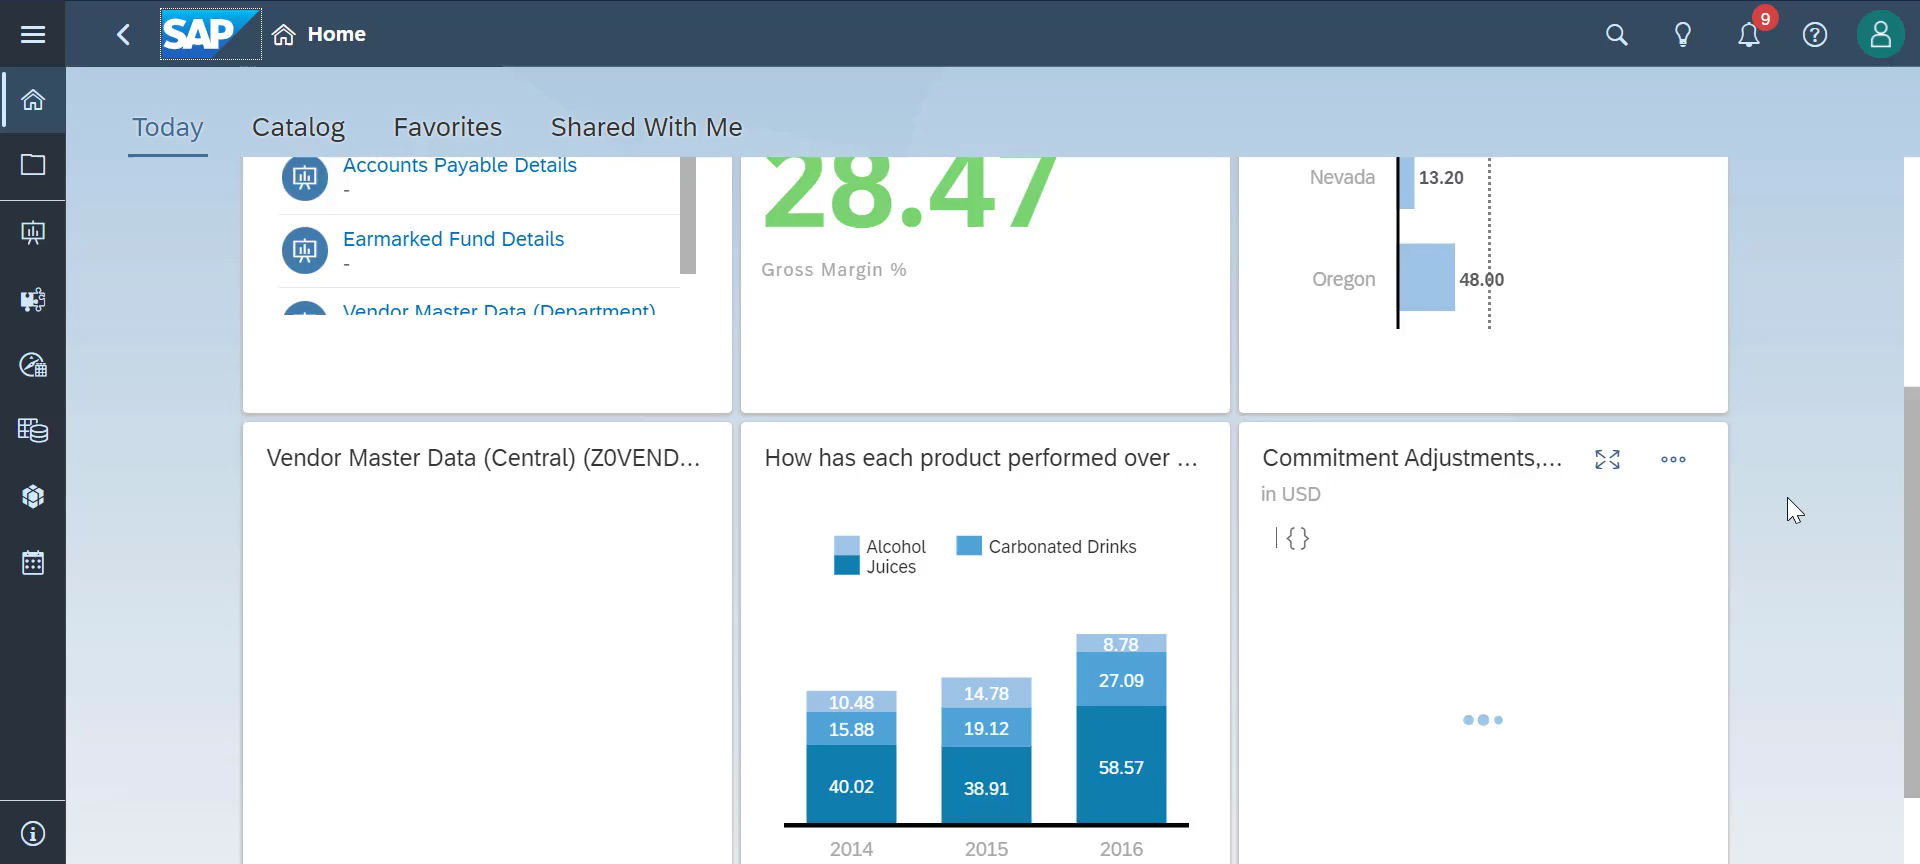 SAP
Home
9
Today
Catalog
Favorites
Shared With Me
Accounts Payable Details
-
Earmarked Fund Details
-
Vendor Master Data (Department)
28.47
Gross Margin %
Nevada
13.20
Oregon
48.00
Vendor Master Data (Central) (Z0VEND...
How has each product performed over ...
Alcohol
Carbonated Drinks
Juices
10.48
15.88
40.02
14.78
19.12
38.91
8.78
27.09
58.57
2014
2015
2016
Commitment Adjustments,...
in USD
| { }